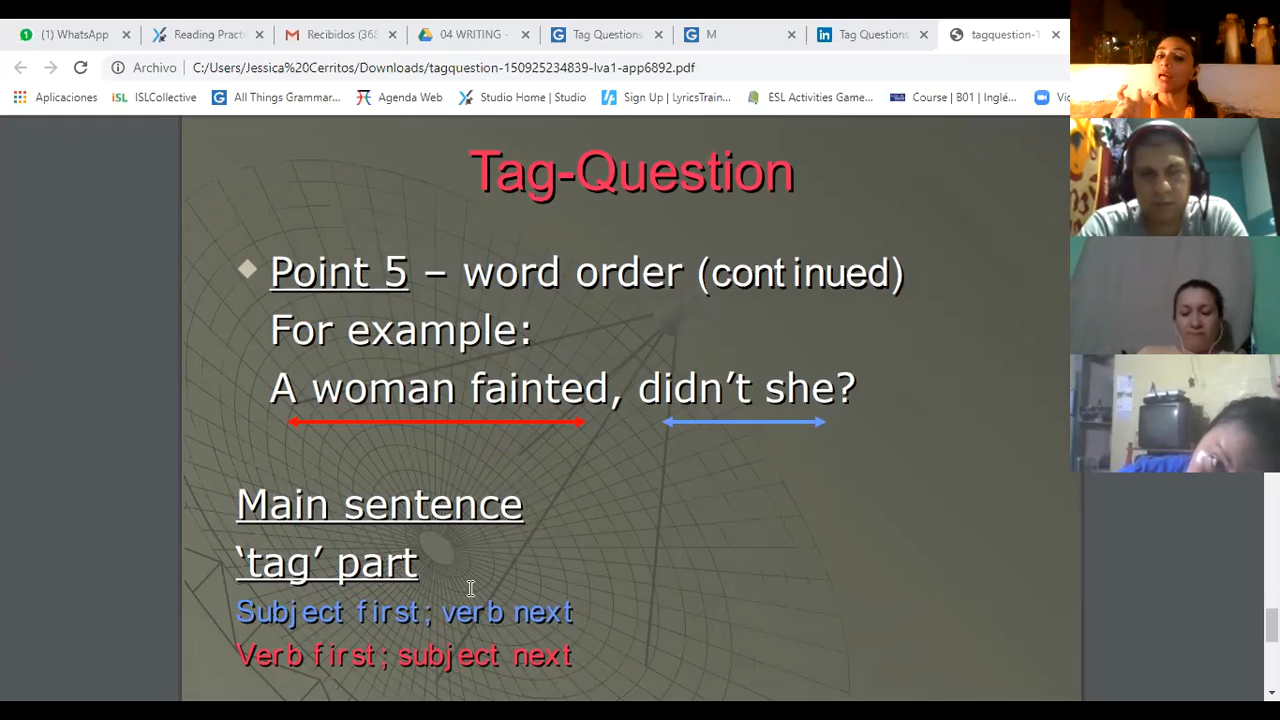 (1) WhatsApp
Reading Pract
Recibidos (368
04 WRITING -
Tag Questions
M
Tag Questions
tagquestion-1
Archivo
C:/Users/Jessica%20Cerritos/Downloads/tagquestion-150925234839-lva1-app6892.pdf
Aplicaciones
iSL ISLCollective
All Things Grammar...
Agenda Web
Studio Home | Studio
Sign Up | LyricsTrain...
ESL Activities Game...
Course | B01 | Inglé...
Vide
Tag-Question
Point 5 – word order (continued)
For example:
A woman fainted, didn’t she?
Main sentence
‘tag’ part
Subject first; verb next
Verb first; subject next